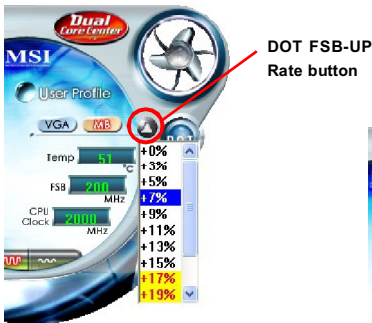 Dual
Core Center
MSI
User Profile
VGA
MB
DOT
DOT FSB-UP
Rate button
Temp 51 °C
FSB 200 MHz
CPU Clock 2000 MHz
+0%
+3%
+5%
+7%
+9%
+11%
+13%
+15%
+17%
+19%